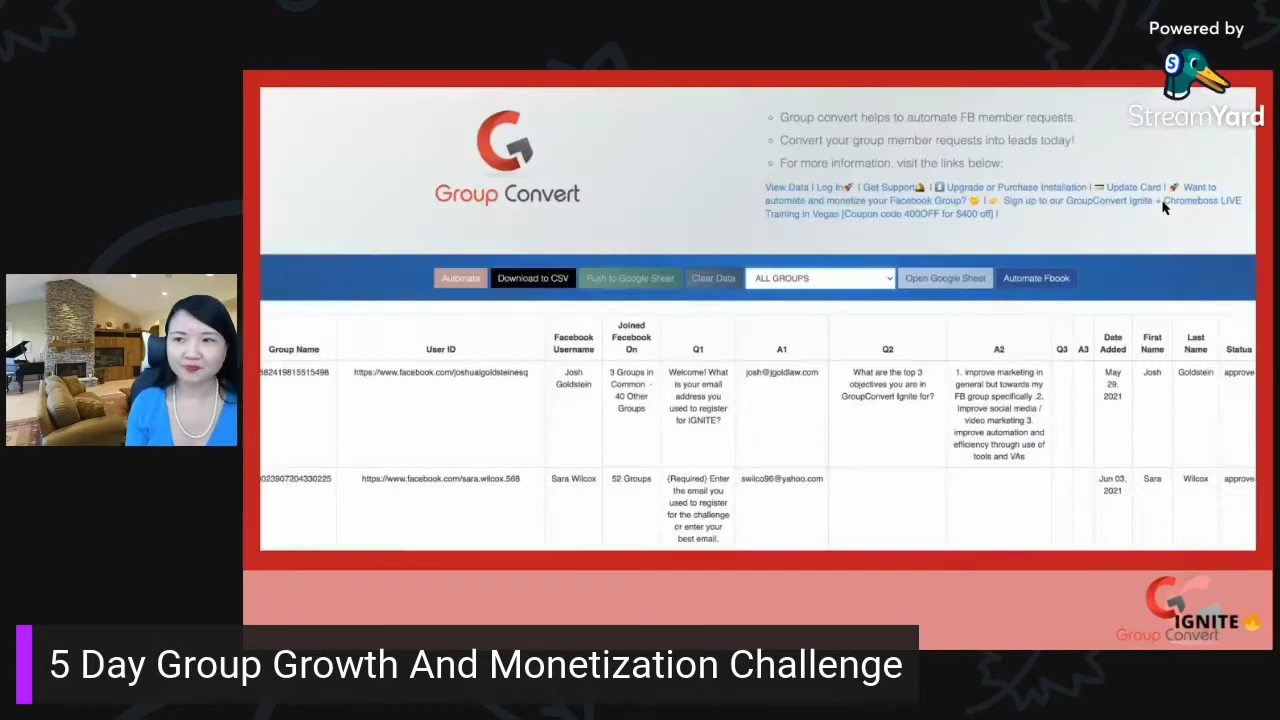 Powered by
StreamYard
Group Convert
Group convert helps to automate FB member requests.
Convert your group member requests into leads today!
For more information, visit the links below:
View Data | Log In🚀 | Get Support🔔 | ⬇️ Upgrade or Purchase Installation | 💳 Update Card | 🚀 Want to
automate and monetize your Facebook Group? | 👉 Sign up to our GroupConvert Ignite + Chromeboss LIVE
Training in Vegas [Coupon code 400OFF for $400 off] |
Automate Download to CSV Push to Google Sheet Clear Data ALL GROUPS Open Google Sheet Automate Fbook
Group Name User ID Facebook Username Joined Facebook On Q1 A1 Q2 A2 Q3 A3 Date Added First Name Last Name Status
382419815515498
https://www.facebook.com/joshualgoldsteinesq
Josh
Goldstein
3 Groups in
Common -
40 Other
Groups
Welcome! What
is your email
address you
used to register
for IGNITE?
josh@jgoldlaw.com
What are the top 3
objectives you are in
GroupConvert Ignite for?
1. improve marketing in
general but towards my
FB group specifically .2.
Improve social media /
video marketing 3.
improve automation and
efficiency through use of
tools and VAs
May
29,
2021
Josh
Goldstein
approve
023907204330225
https://www.facebook.com/sara.wilcox.568
Sara Wilcox
52 Groups
(Required) Enter
the email you
used to register
for the challenge
or enter your
best email.
swilco96@yahoo.com
Jun 03,
2021
Sara
Wilcox
approve
IGNITE🔥
Group Convert
5 Day Group Growth And Monetization Challenge